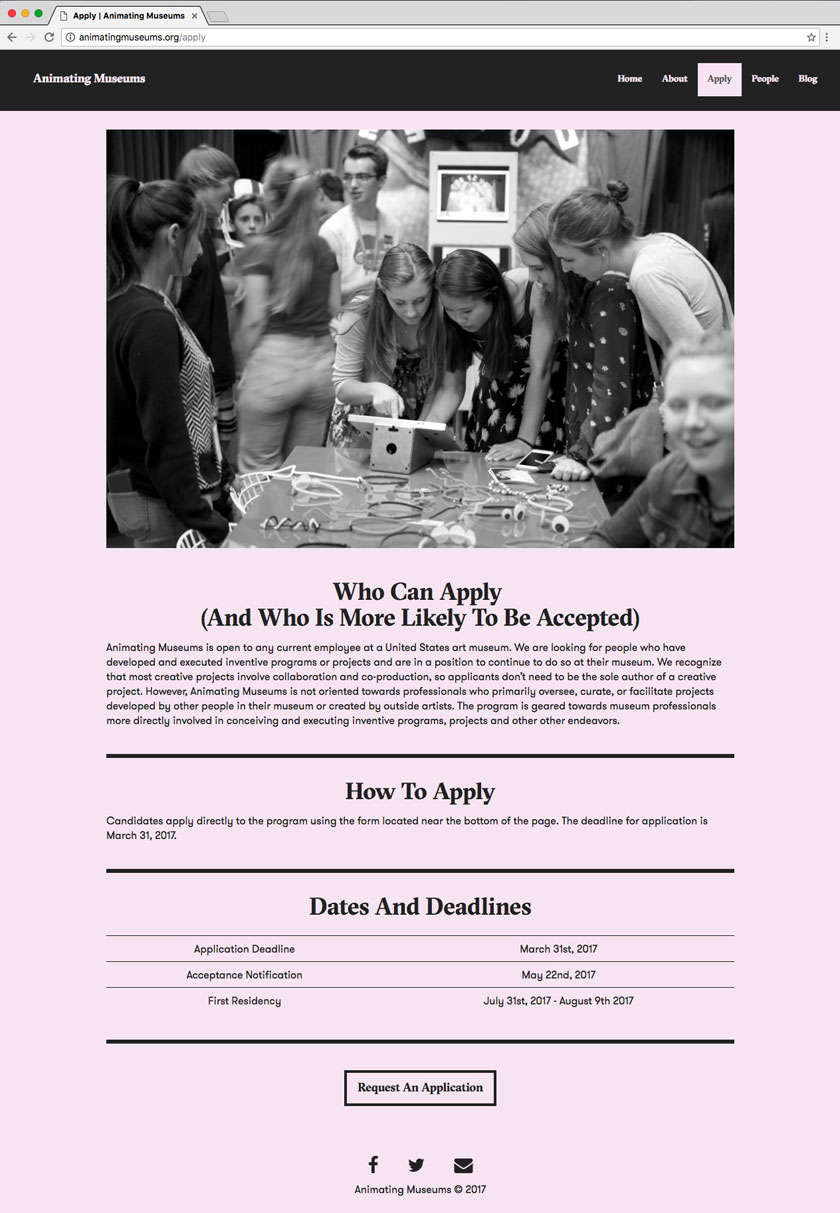 Apply | Animating Museums
animatingmuseums.org/apply
Animating Museums
Home About Apply People Blog
Who Can Apply
(And Who Is More Likely To Be Accepted)
Animating Museums is open to any current employee at a United States art museum. We are looking for people who have
developed and executed inventive programs or projects and are in a position to continue to do so at their museum. We recognize
that most creative projects involve collaboration and co-production, so applicants don't need to be the sole author of a creative
project. However, Animating Museums is not oriented towards professionals who primarily oversee, curate, or facilitate projects
developed by other people in their museum or created by outside artists. The program is geared towards museum professionals
more directly involved in conceiving and executing inventive programs, projects and other other endeavors.
How To Apply
Candidates apply directly to the program using the form located near the bottom of the page. The deadline for application is
March 31, 2017.
Dates And Deadlines
Application Deadline March 31st, 2017
Acceptance Notification May 22nd, 2017
First Residency July 31st, 2017 - August 9th 2017
Request An Application
Animating Museums © 2017